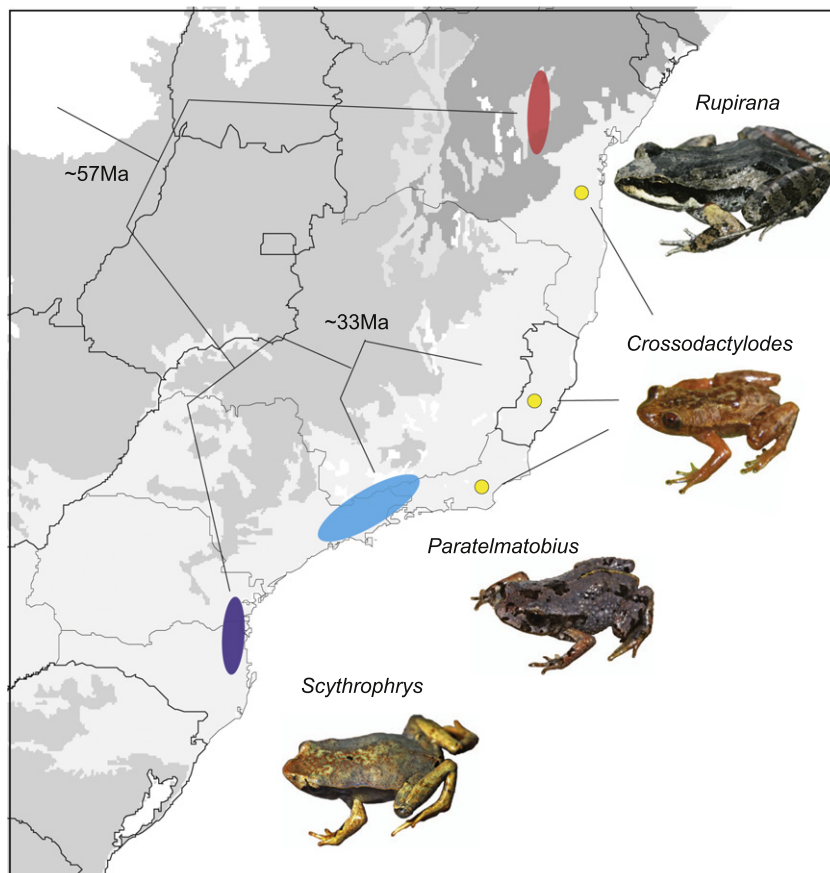 Rupirana
~57Ma
~33Ma
Crossodactylodes
Paratelmatobius
Scythrophrys